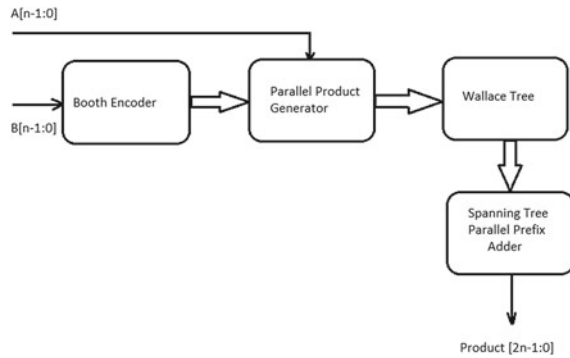 A[n-1:0]
Booth Encoder
B[n-1:0]
Parallel Product
Generator
Wallace Tree
Spanning Tree
Parallel Prefix
Adder
Product [2n-1:0]